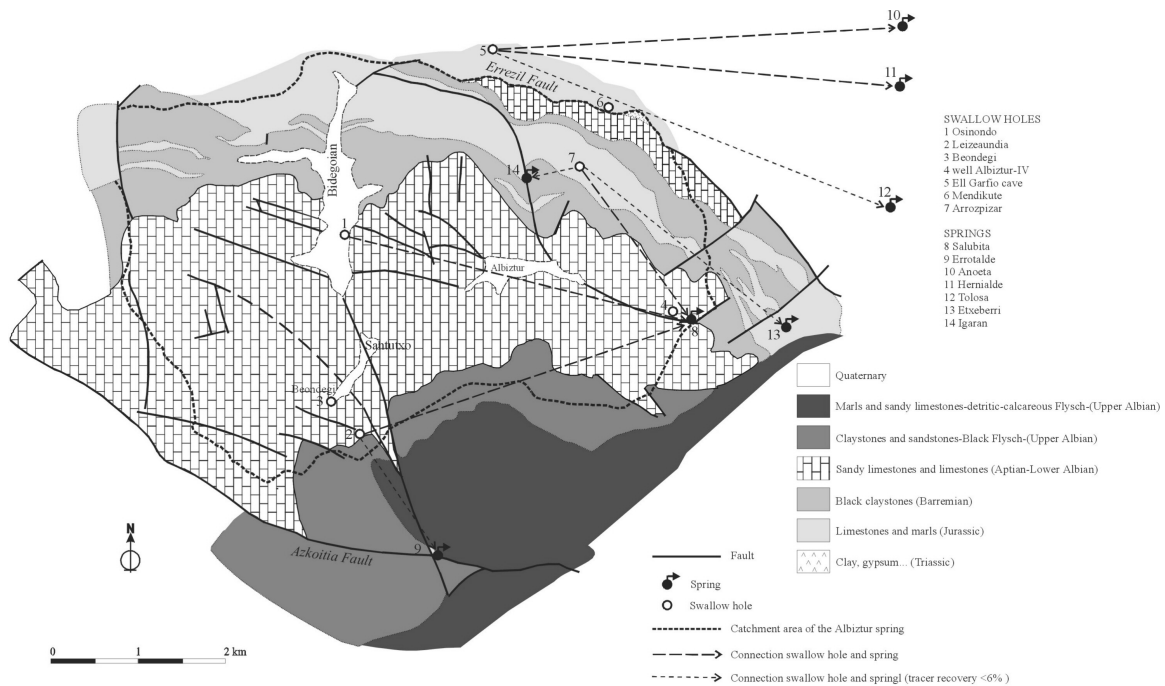 10
5
Errezil Fault
11
6
SWALLOW HOLES
1 Osinondo
2 Leizeaundia
3 Beondegi
4 well Albiztur-IV
5 Ell Garfio cave
6 Mendikute
7 Arrozpizar
SPRINGS
8 Salubita
9 Errotalde
10 Anoeta
11 Hernialde
12 Tolosa
13 Etxeberri
14 Igaran
Bidegoian
14
7
12
1
Albiztur
4
8
13
Santutxo
Beondegi
3
2
Azkoitia Fault
9
N
0 1 2 km
Quaternary
Marls and sandy limestones-detritic-calcareous Flysch-(Upper Albian)
Claystones and sandstones-Black Flysch-(Upper Albian)
Sandy limestones and limestones (Aptian-Lower Albian)
Black claystones (Barremian)
Limestones and marls (Jurassic)
Clay, gypsum... (Triassic)
Fault
Spring
Swallow hole
Catchment area of the Albiztur spring
Connection swallow hole and spring
Connection swallow hole and springl (tracer recovery <6% )